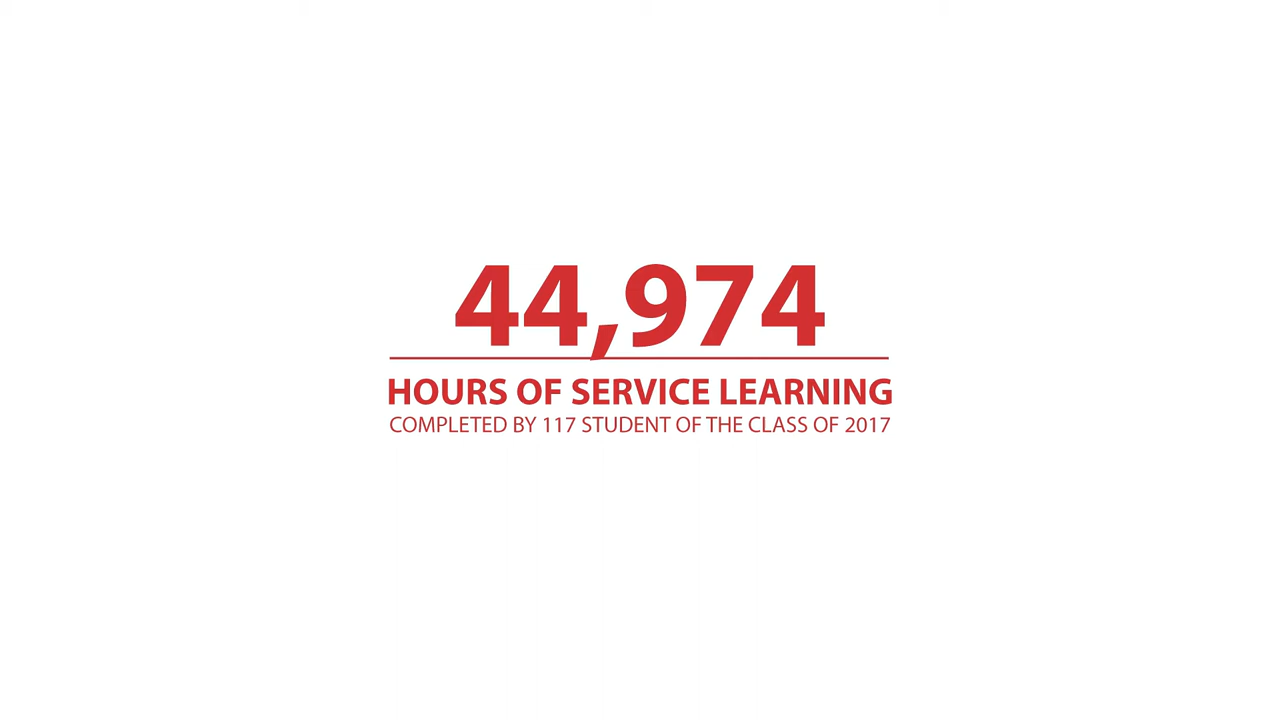 44,974
HOURS OF SERVICE LEARNING
COMPLETED BY 117 STUDENT OF THE CLASS OF 2017